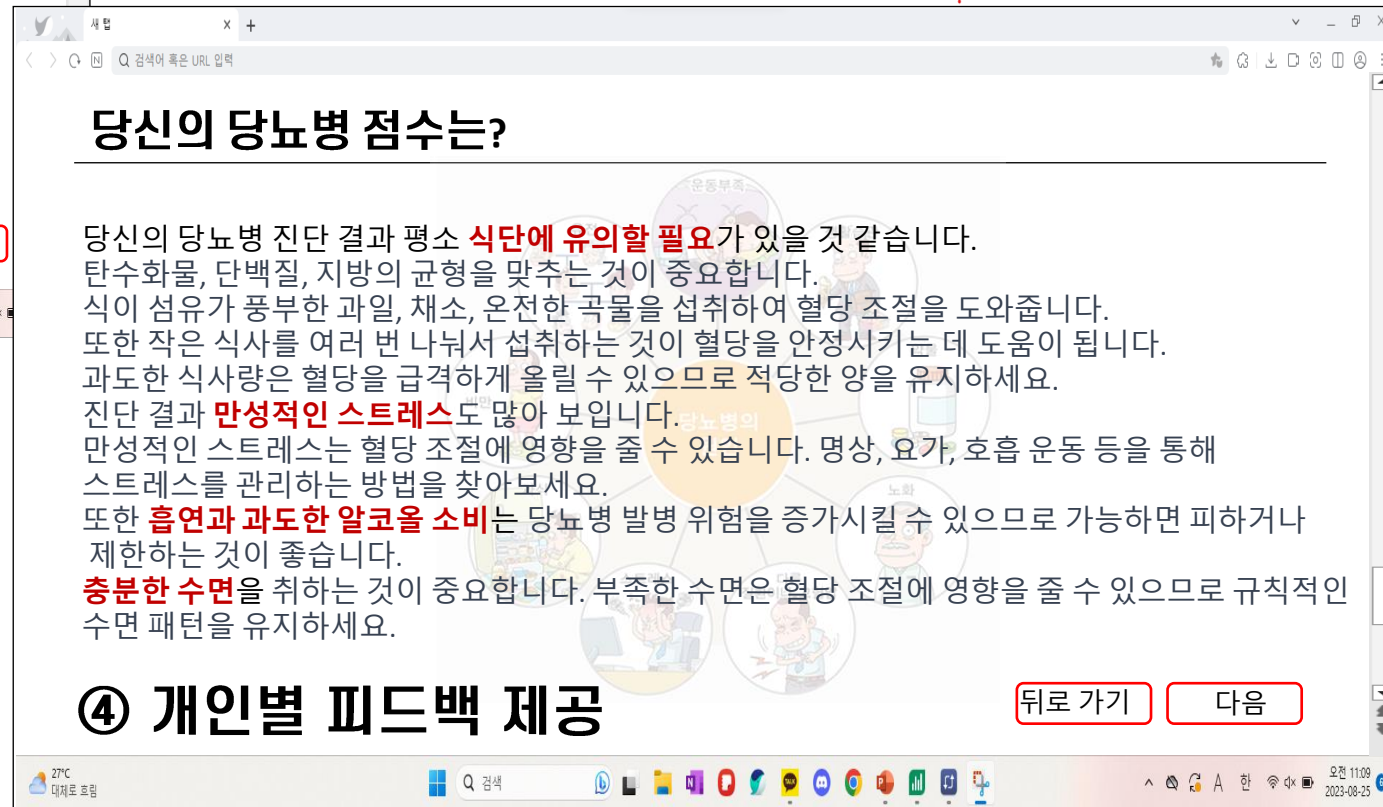 새 탭
검색어 혹은 URL 입력
당신의 당뇨병 점수는?
운동부족
당신의 당뇨병 진단 결과 평소 식단에 유의할 필요가 있을 것 같습니다.
탄수화물, 단백질, 지방의 균형을 맞추는 것이 중요합니다.
식이 섬유가 풍부한 과일, 채소, 온전한 곡물을 섭취하여 혈당 조절을 도와줍니다.
또한 작은 식사를 여러 번 나눠서 섭취하는 것이 혈당을 안정시키는 데 도움이 됩니다.
과도한 식사량은 혈당을 급격하게 올릴 수 있으므로 적당한 양을 유지하세요.
비만
진단 결과 만성적인 스트레스도 많아 보입니다.
당뇨병의
만성적인 스트레스는 혈당 조절에 영향을 줄 수 있습니다. 명상, 요가, 호흡 운동 등을 통해
스트레스를 관리하는 방법을 찾아보세요.
노화
또한 흡연과 과도한 알코올 소비는 당뇨병 발병 위험을 증가시킬 수 있으므로 가능하면 피하거나
제한하는 것이 좋습니다.
충분한 수면을 취하는 것이 중요합니다. 부족한 수면은 혈당 조절에 영향을 줄 수 있으므로 규칙적인
수면 패턴을 유지하세요.
④ 개인별 피드백 제공
뒤로 가기
다음
27°C
대체로 흐림
검색
A 한
오전 11:09
2023-08-25